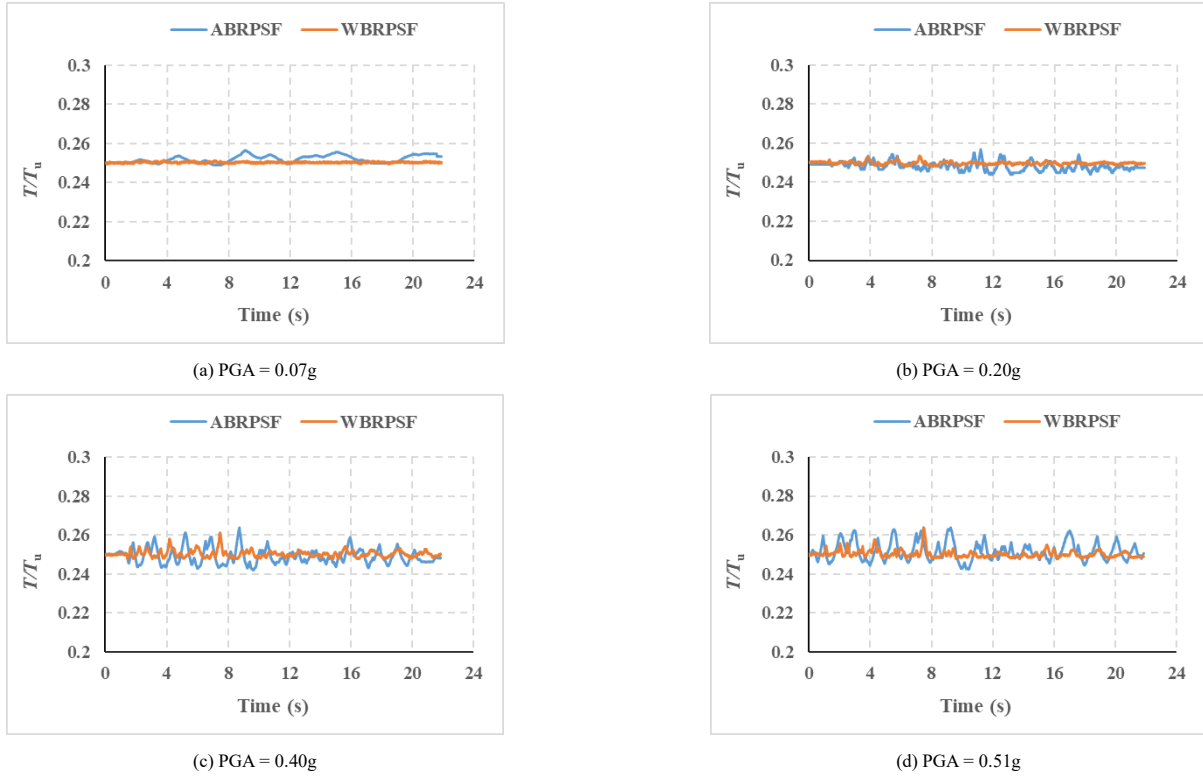 ABRPSF WBRPSF
0.3
0.28
0.26
0.24
0.22
0.2
T/Tu
0 4 8 12 16 20 24
Time (s)
(a) PGA = 0.07g
ABRPSF WBRPSF
0.3
0.28
0.26
0.24
0.22
0.2
T/Tu
0 4 8 12 16 20 24
Time (s)
(b) PGA = 0.20g
ABRPSF WBRPSF
0.3
0.28
0.26
0.24
0.22
0.2
T/Tu
0 4 8 12 16 20 24
Time (s)
(c) PGA = 0.40g
ABRPSF WBRPSF
0.3
0.28
0.26
0.24
0.22
0.2
T/Tu
0 4 8 12 16 20 24
Time (s)
(d) PGA = 0.51g